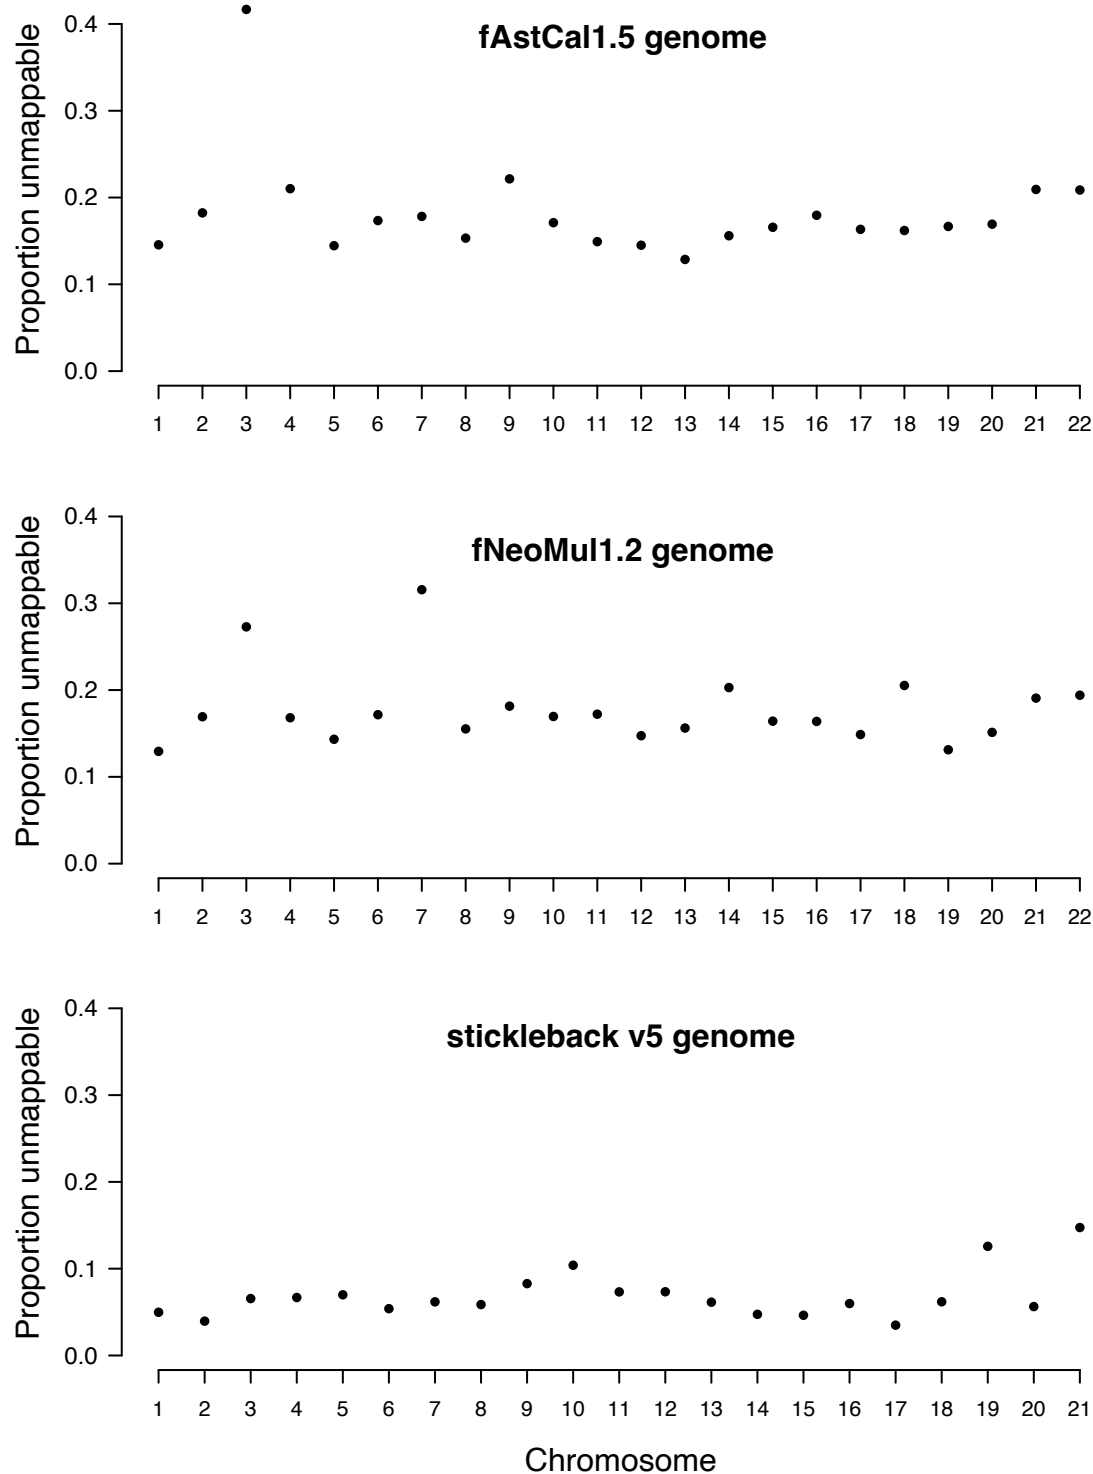 fAstCal1.5 genome
Proportion unmappable
0.4
0.3
0.2
0.1
0.0
1 2 3 4 5 6 7 8 9 10 11 12 13 14 15 16 17 18 19 20 21 22
fNeoMul1.2 genome
Proportion unmappable
0.4
0.3
0.2
0.1
0.0
1 2 3 4 5 6 7 8 9 10 11 12 13 14 15 16 17 18 19 20 21 22
stickleback v5 genome
Proportion unmappable
0.4
0.3
0.2
0.1
0.0
1 2 3 4 5 6 7 8 9 10 11 12 13 14 15 16 17 18 19 20 21
Chromosome